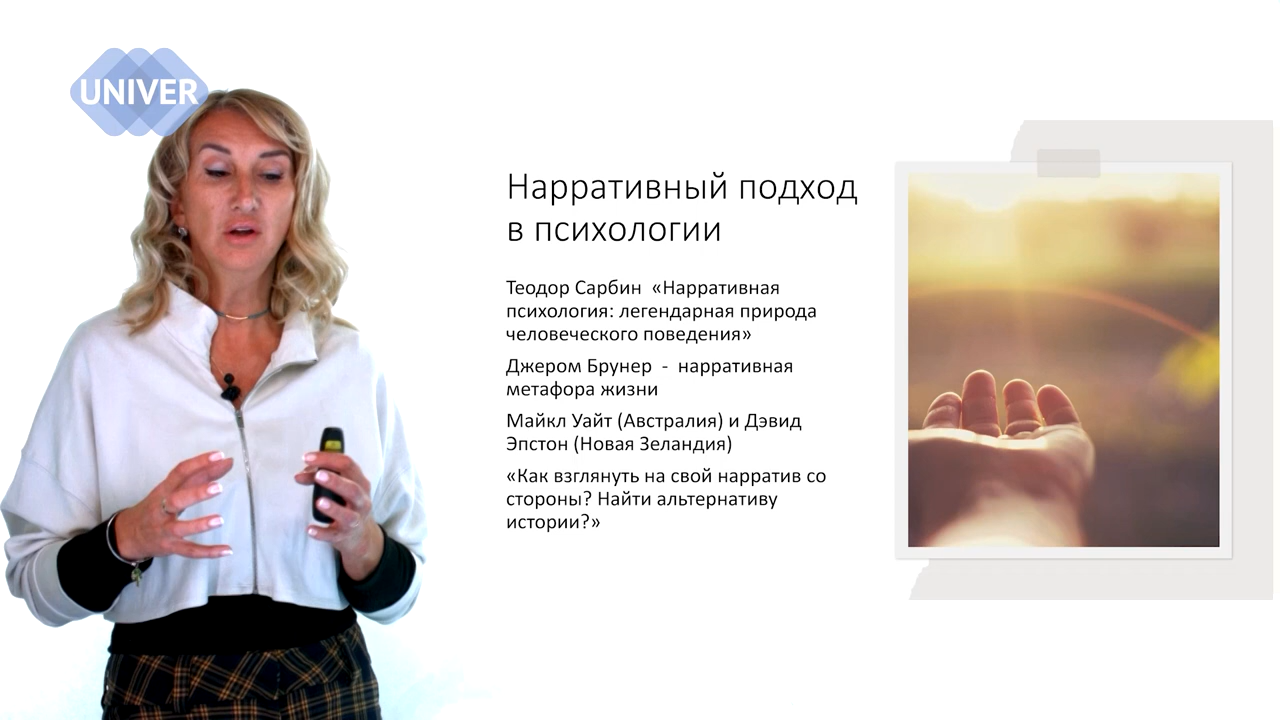 UNIVER
Нарративный подход
в психологии
Теодор Сарбин «Нарративная
психология: легендарная природа
человеческого поведения»
Джером Брунер - нарративная
метафора жизни
Майкл Уайт (Австралия) и Дэвид
Эпстон (Новая Зеландия)
«Как взглянуть на свой нарратив со
стороны? Найти альтернативу
истории?»